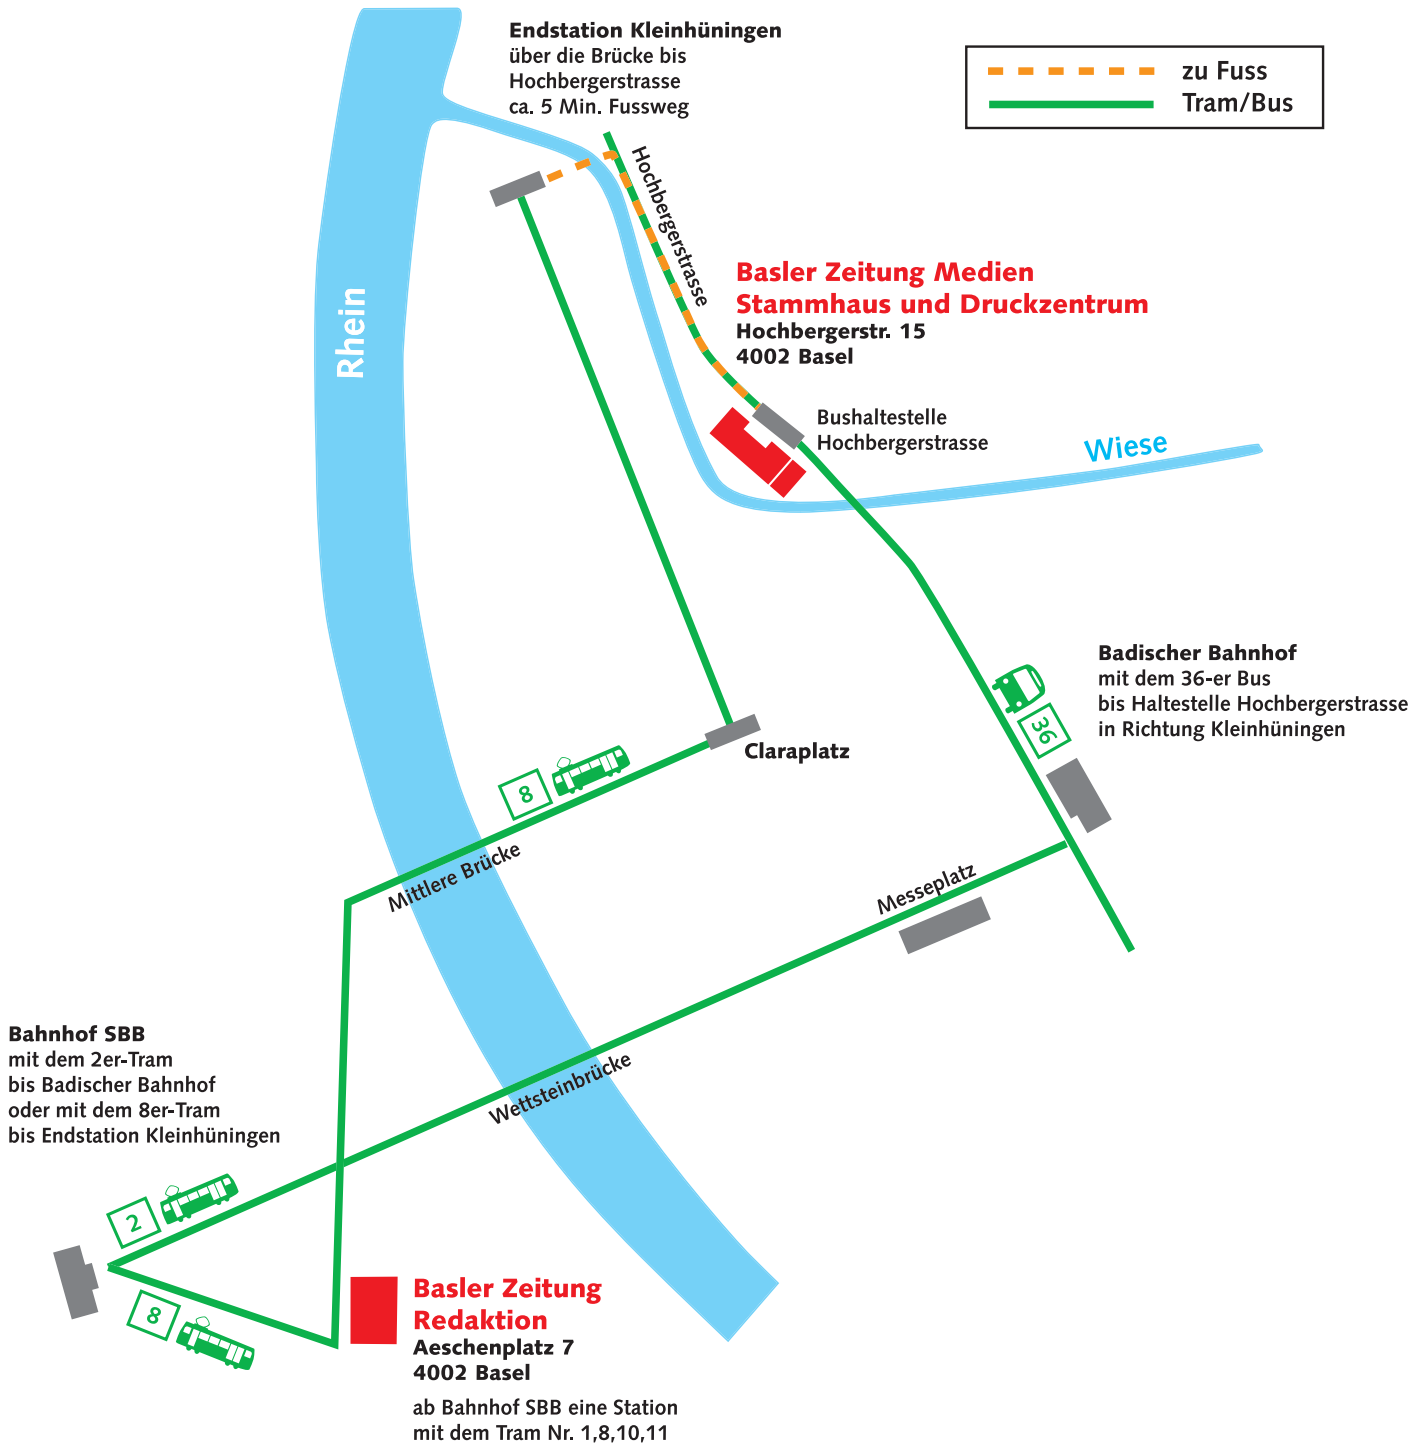 Endstation Kleinhüningen
über die Brücke bis
Hochbergerstrasse
ca. 5 Min. Fussweg
zu Fuss
Tram/Bus
Hochbergerstrasse
Basler Zeitung Medien
Stammhaus und Druckzentrum
Hochbergerstr. 15
4002 Basel
Rhein
Bushaltestelle
Hochbergerstrasse
Wiese
Badischer Bahnhof
mit dem 36-er Bus
bis Haltestelle Hochbergerstrasse
in Richtung Kleinhüningen
36
Claraplatz
8
Mittlere Brücke
Messeplatz
Bahnhof SBB
mit dem 2er-Tram
bis Badischer Bahnhof
oder mit dem 8er-Tram
bis Endstation Kleinhüningen
Wettsteinbrücke
2
8
Basler Zeitung
Redaktion
Aeschenplatz 7
4002 Basel
ab Bahnhof SBB eine Station
mit dem Tram Nr. 1,8,10,11